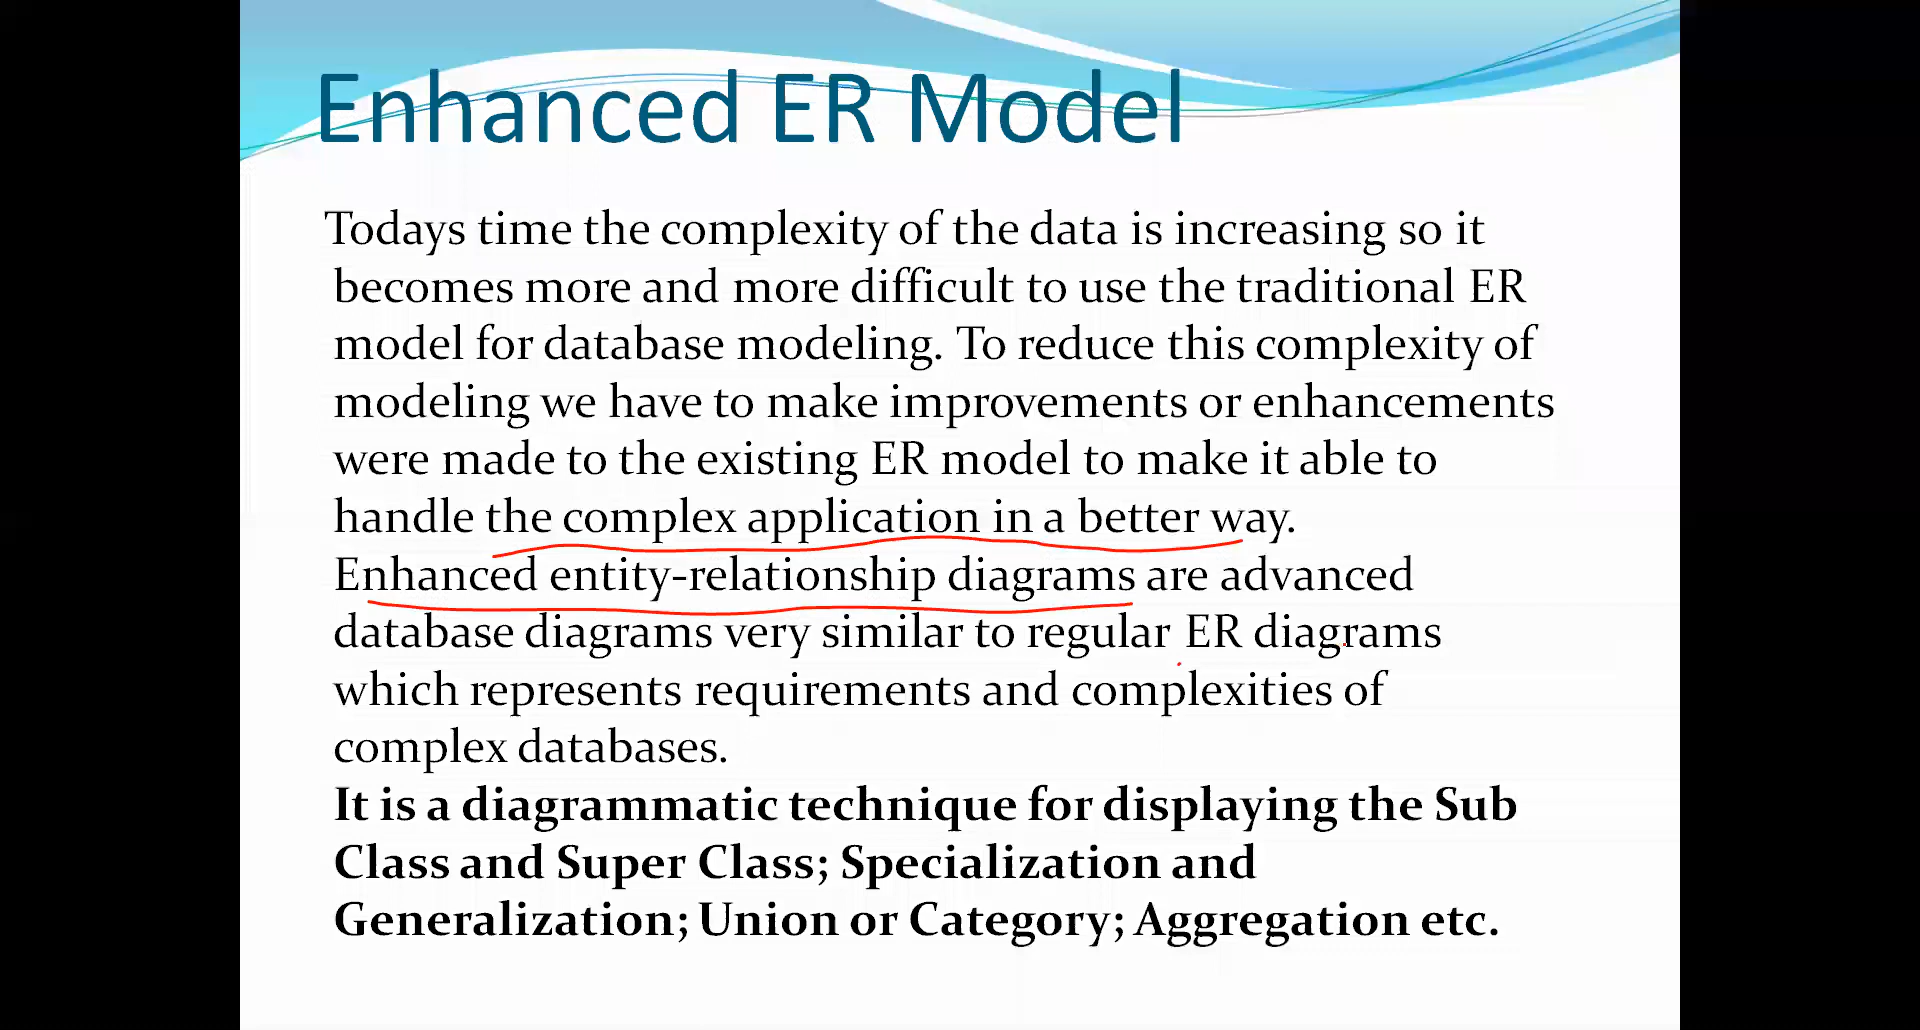 Enhanced ER Model
Todays time the complexity of the data is increasing so it
becomes more and more difficult to use the traditional ER
model for database modeling. To reduce this complexity of
modeling we have to make improvements or enhancements
were made to the existing ER model to make it able to
handle the complex application in a better way.
Enhanced entity-relationship diagrams are advanced
database diagrams very similar to regular ER diagrams
which represents requirements and complexities of
complex databases.
It is a diagrammatic technique for displaying the Sub
Class and Super Class; Specialization and
Generalization; Union or Category; Aggregation etc.